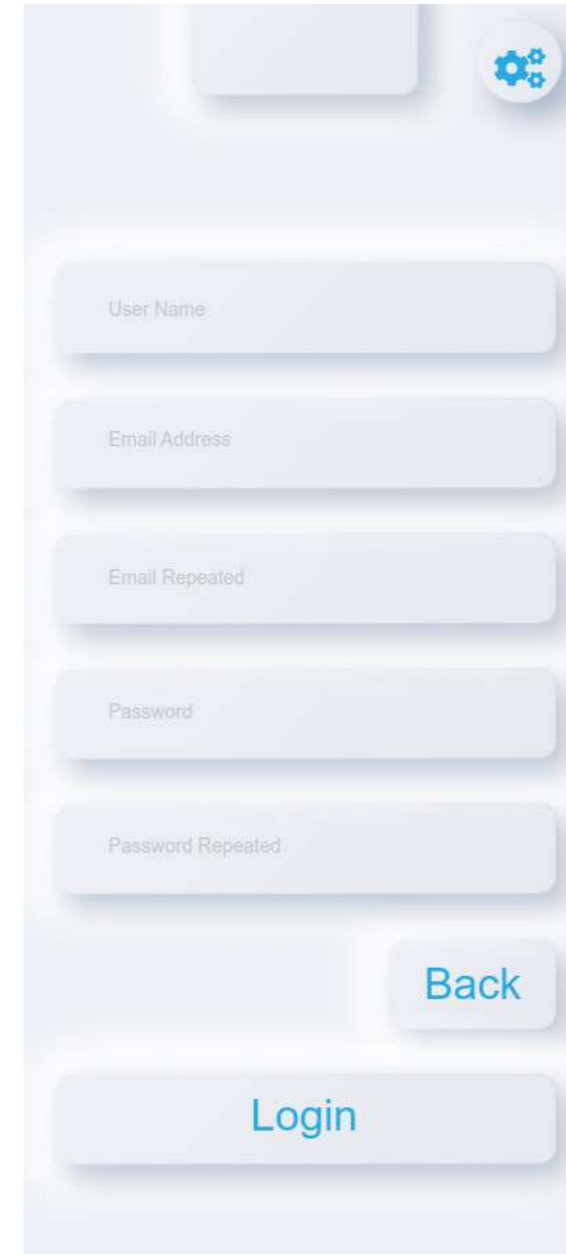 User Name
Email Address
Email Repeated
Password
Password Repeated
Back
Login